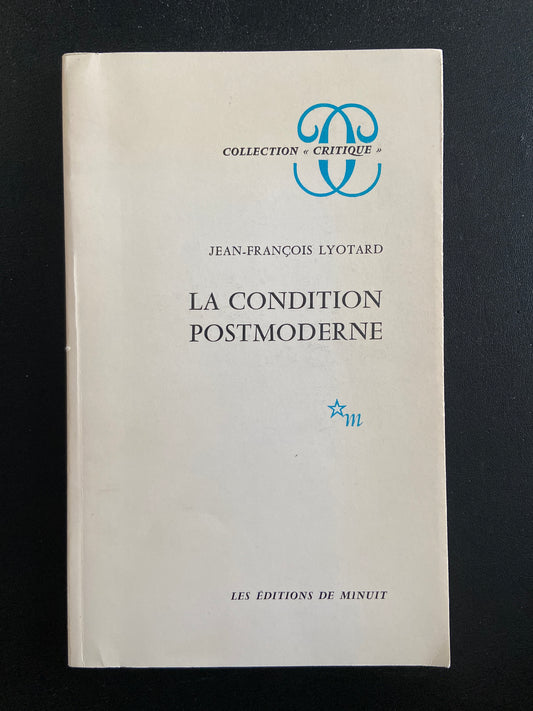 COLLECTION « CRITIQUE »
JEAN-FRANÇOIS LYOTARD
LA CONDITION
POSTMODERNE
m
LES ÉDITIONS DE MINUIT